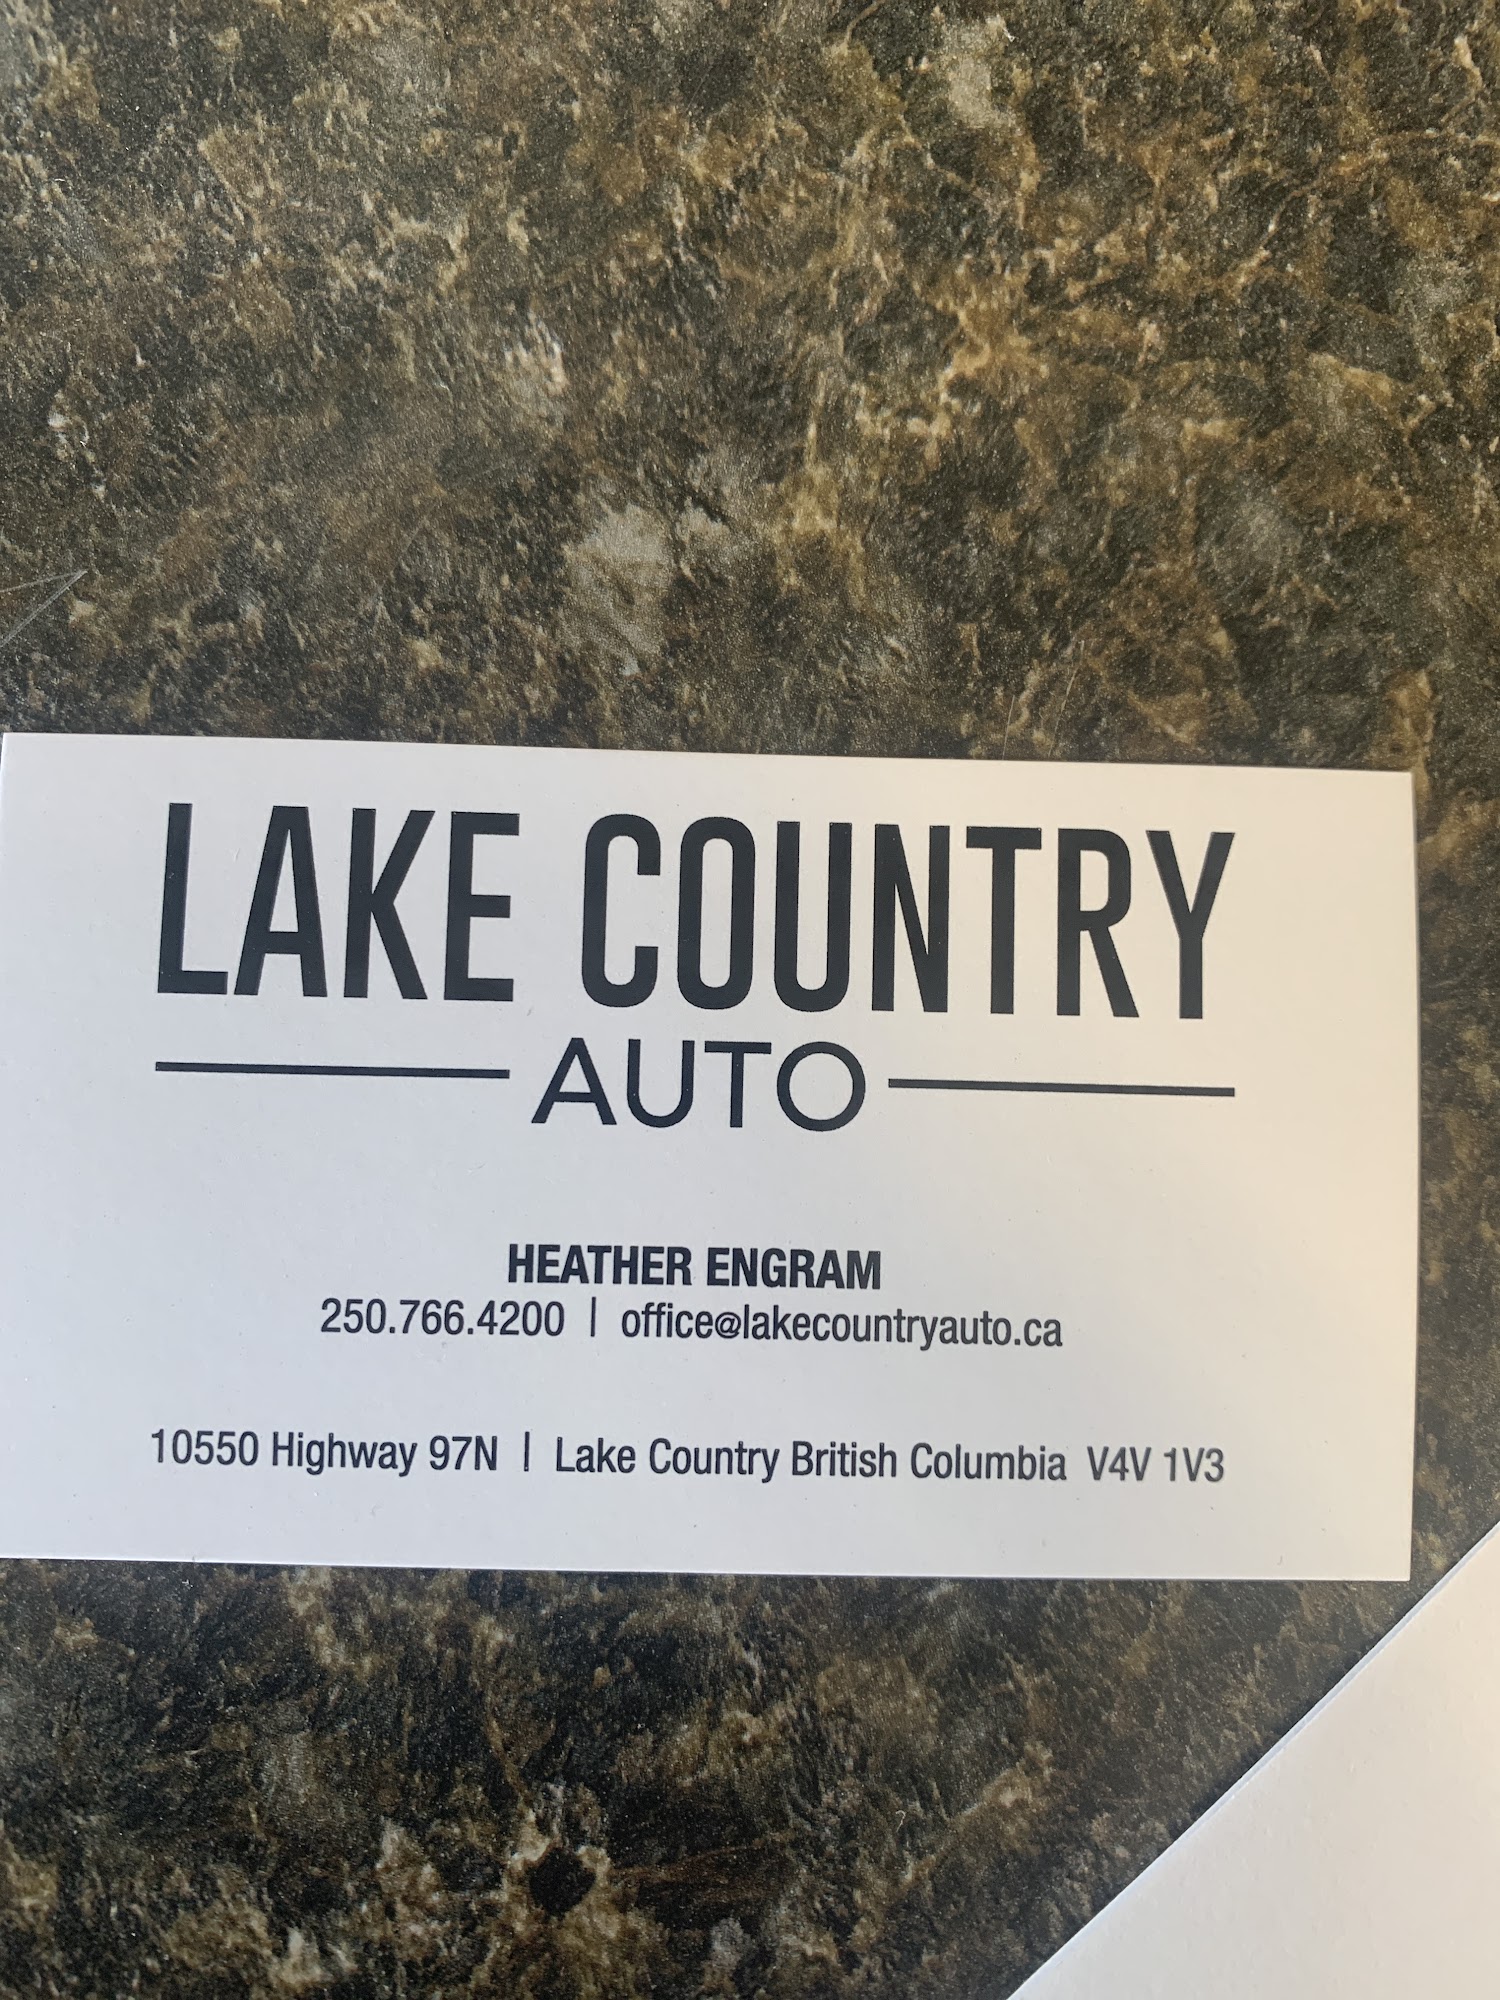 LAKE COUNTRY
AUTO
HEATHER ENGRAM
250.766.4200 | office@lakecountryauto.ca
10550 Highway 97N | Lake Country British Columbia V4V 1V3